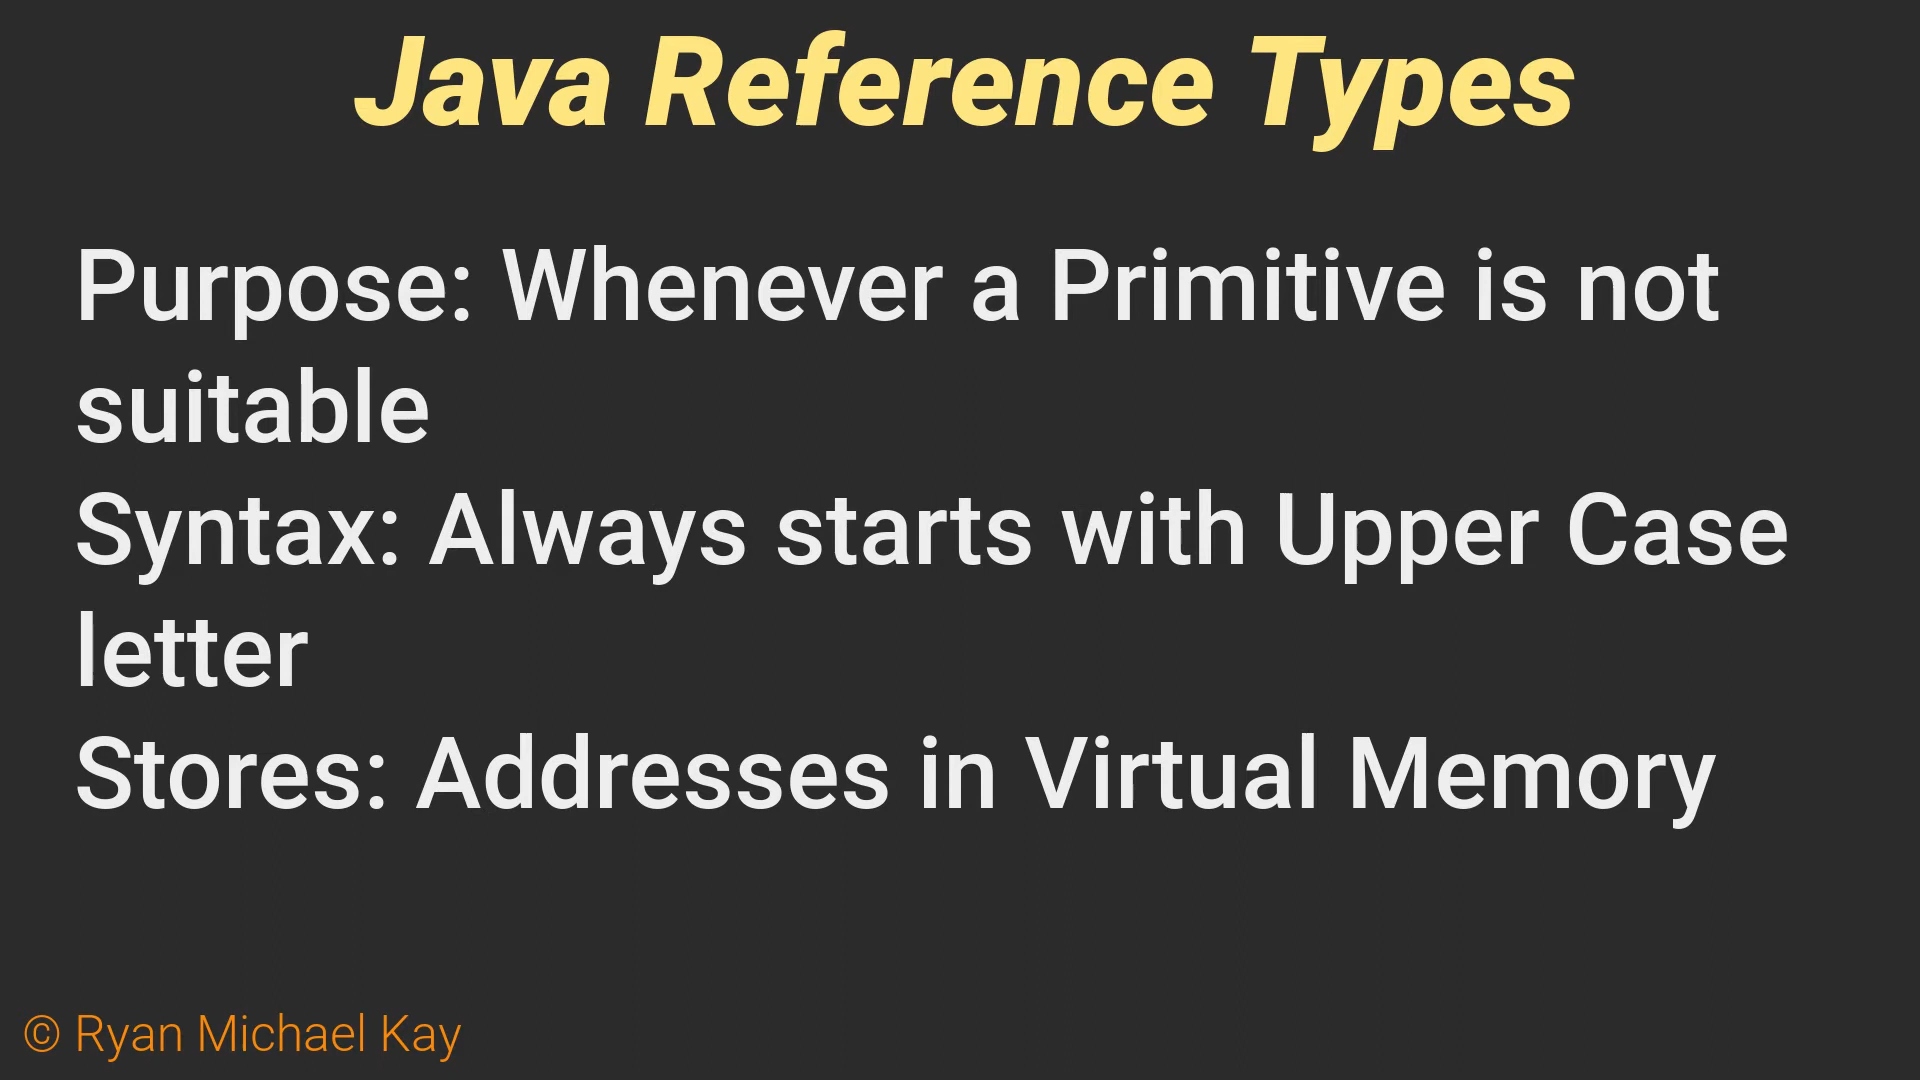 Java Reference Types
Purpose: Whenever a Primitive is not
suitable
Syntax: Always starts with Upper Case
letter
Stores: Addresses in Virtual Memory
© Ryan Michael Kay